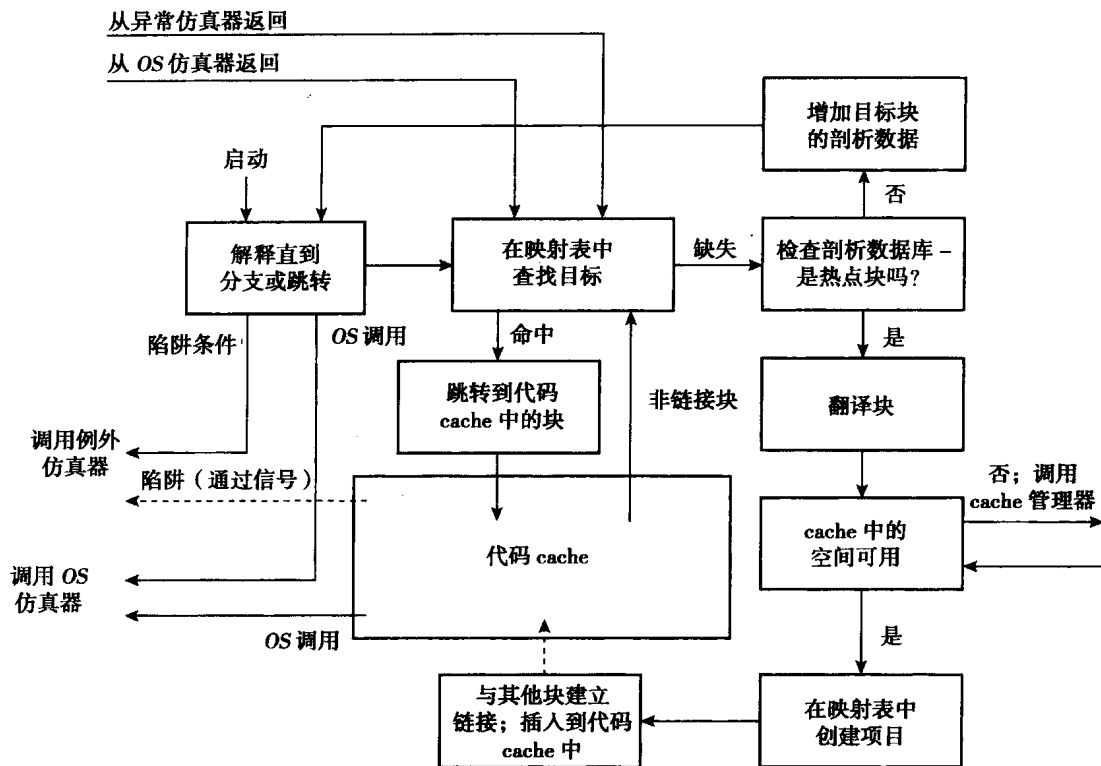 从异常仿真器返回
从 OS 仿真器返回
增加目标块
的剖析数据
启动
否
解释直到
分支或跳转
在映射表中
查找目标
缺失
检查剖析数据库－
是热点块吗？
陷阱条件
OS 调用
命中
是
跳转到代码
cache 中的块
非链接块
翻译块
调用例外
仿真器
陷阱（通过信号）
否；调用
cache 管理器
代码 cache
cache 中的
空间可用
调用 OS
仿真器
OS 调用
是
与其他块建立
链接；插入到代码
cache 中
在映射表中
创建项目